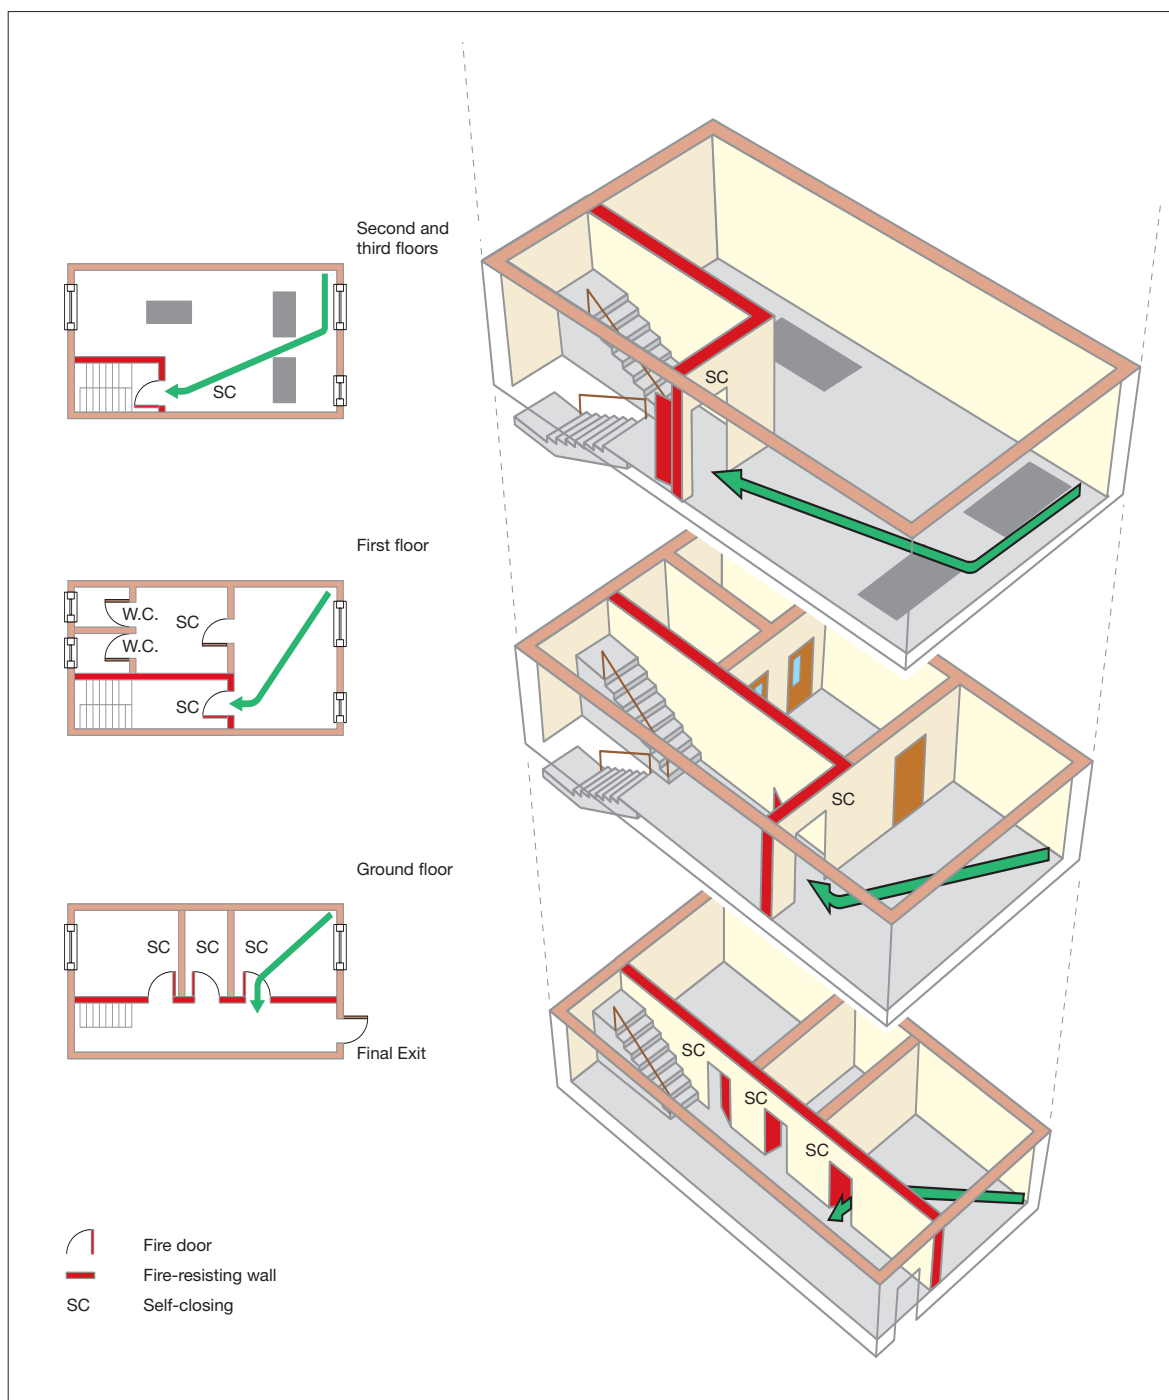 Second and
third floors
SC
SC
First floor
W.C.
SC
W.C.
SC
SC
Ground floor
SC
SC
SC
Final Exit
SC
SC
SC
Fire door
Fire-resisting wall
SC
Self-closing